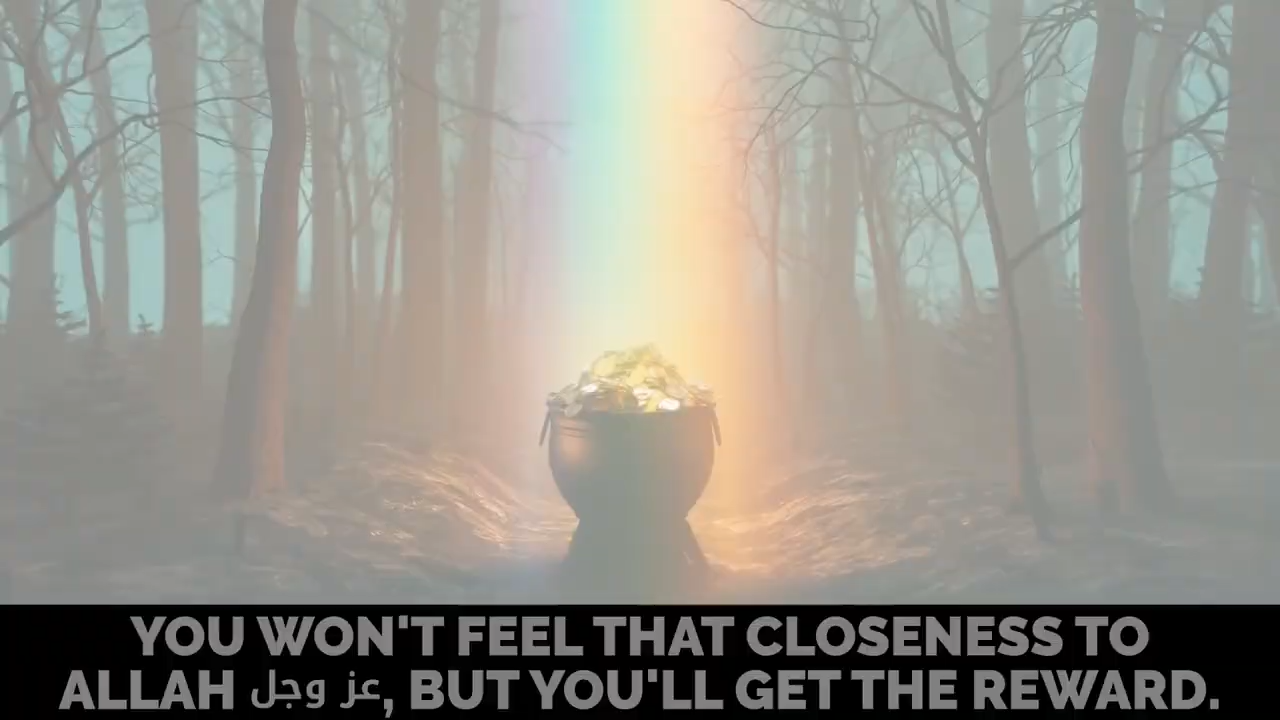 YOU WON'T FEEL THAT CLOSENESS TO
ALLAH عز وجل, BUT YOU'LL GET THE REWARD.